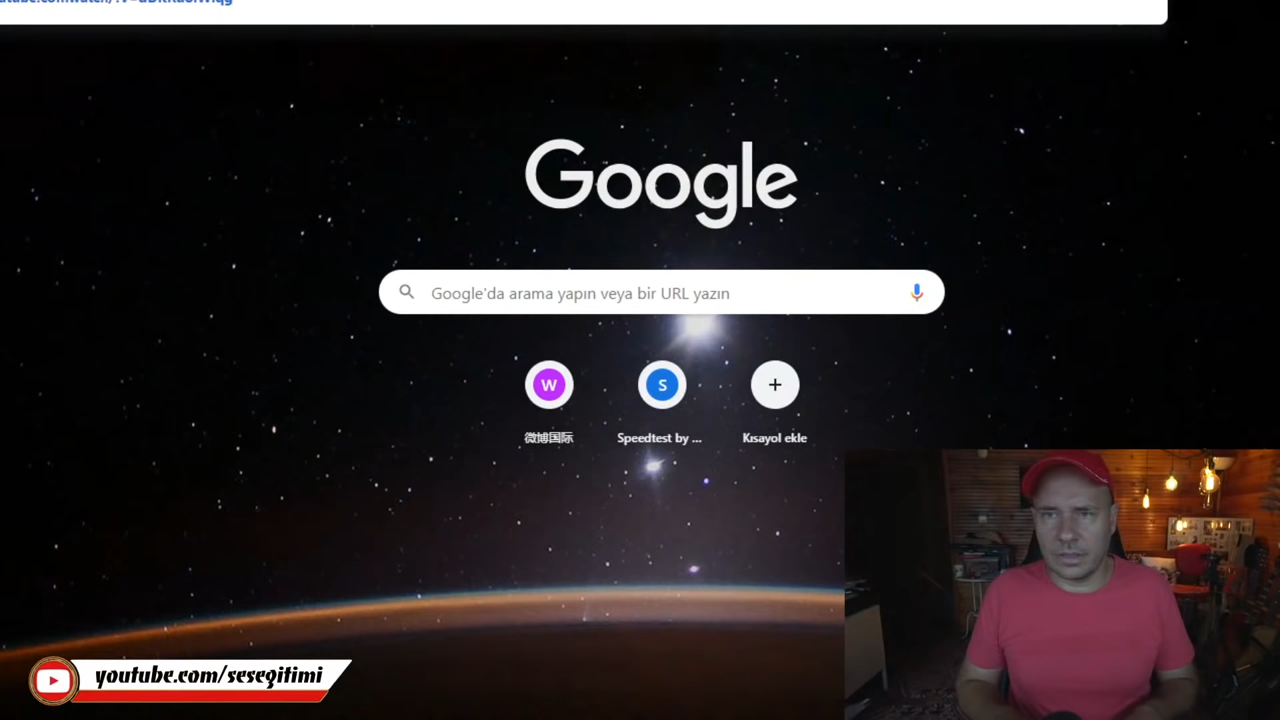 Google
Google'da arama yapın veya bir URL yazın
W
S
微博国际
Speedtest by ...
Kısayol ekle
youtube.com/sesegitimi